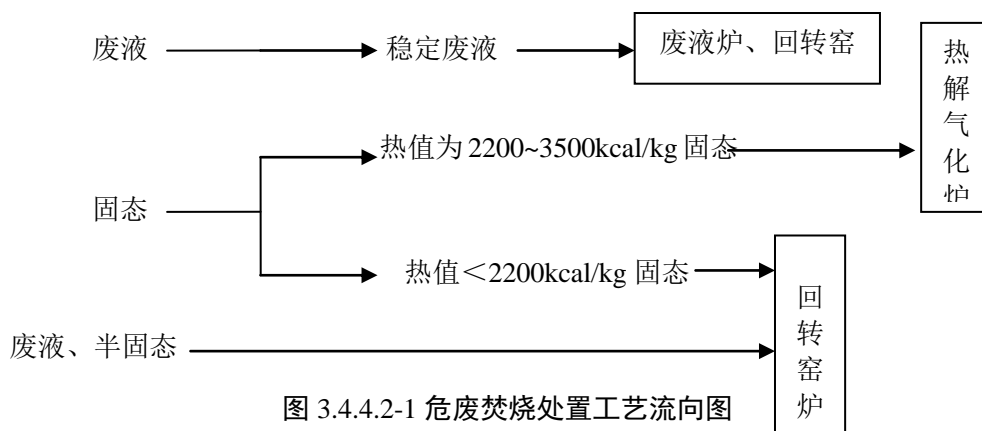 废液
稳定废液
废液炉、回转窑
热解气化炉
热值为2200~3500kcal/kg固态
固态
热值＜2200kcal/kg 固态
回转窑炉
废液、半固态
图 3.4.4.2-1 危废焚烧处置工艺流向图